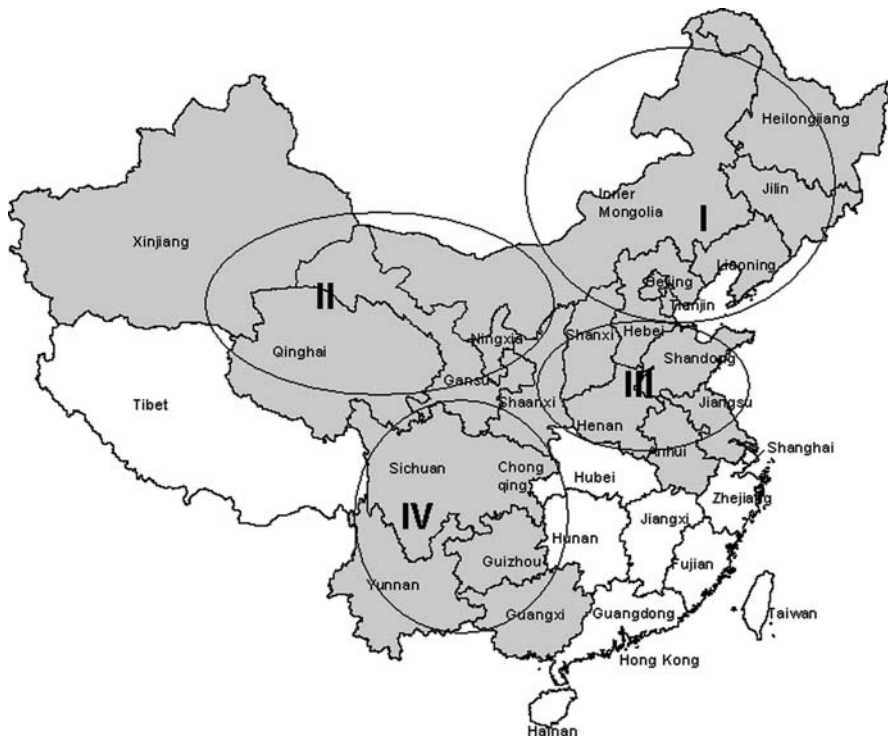 Heilongjiang
Jilin
Inner
Mongolia
I
Xinjiang
Liaoning
Beijing
Tianjin
II
Ningxia
Shanxi
Hebei
Qinghai
Shandong
Gansu
III
Tibet
Shaanxi
Jiangsu
Henan
Anhui
Shanghai
Sichuan
Chong
qing
Hubei
Zhejiang
IV
Jiangxi
Hunan
Guizhou
Fujian
Yunnan
Guangxi
Guangdong
Taiwan
Hong Kong
Hainan